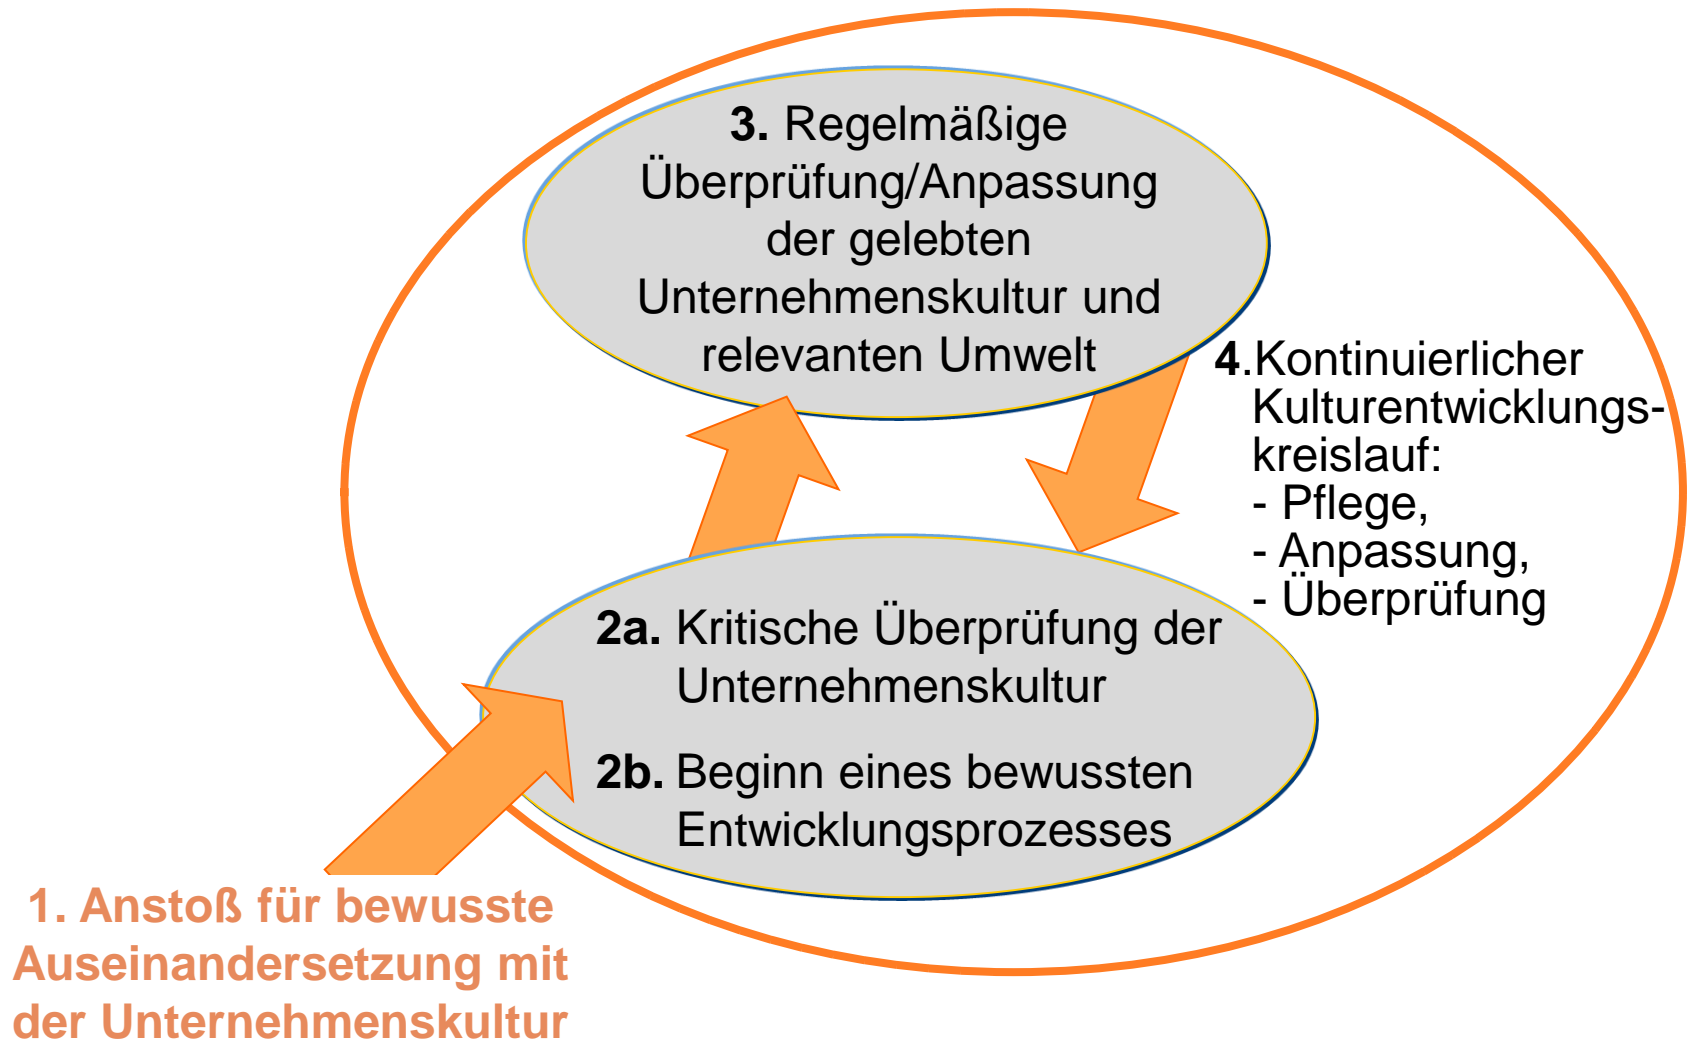 3. Regelmäßige
Überprüfung/Anpassung
der gelebten
Unternehmenskultur und
relevanten Umwelt
4.Kontinuierlicher
Kulturentwicklungs-
kreislauf:
- Pflege,
- Anpassung,
- Überprüfung
2a. Kritische Überprüfung der
Unternehmenskultur
2b. Beginn eines bewussten
Entwicklungsprozesses
1. Anstoß für bewusste
Auseinandersetzung mit
der Unternehmenskultur